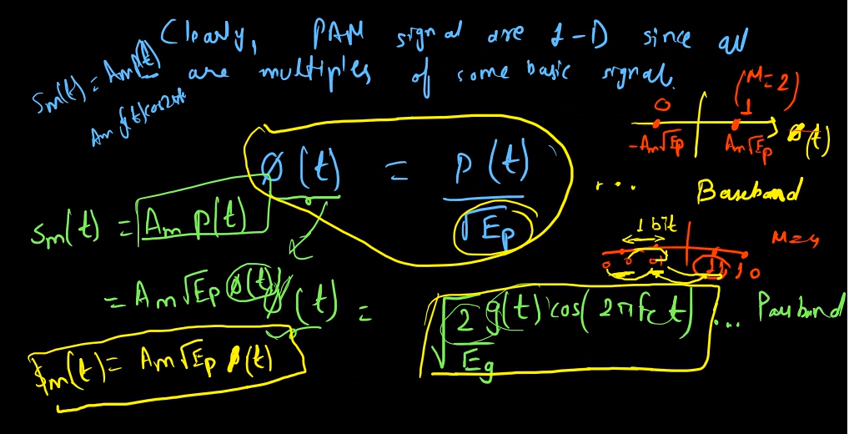 Clearly, PAM signal are 1-D since all
are multiples of some basic signal.
Sm(t) = Am p(t)
Am g(t) cos2πfct
(M=2)
0 1
-Am√Ep Am√Ep ϕ(t)
ϕ(t) = p(t) / √Ep
... Baseband
Sm(t) = Am p(t)
1 bit
M=4
= Am√Ep ϕ(t)
ϕ(t) = √(2/Eg) g(t) cos(2πfct) ... Passband
Sm(t) = Am√Ep ϕ(t)